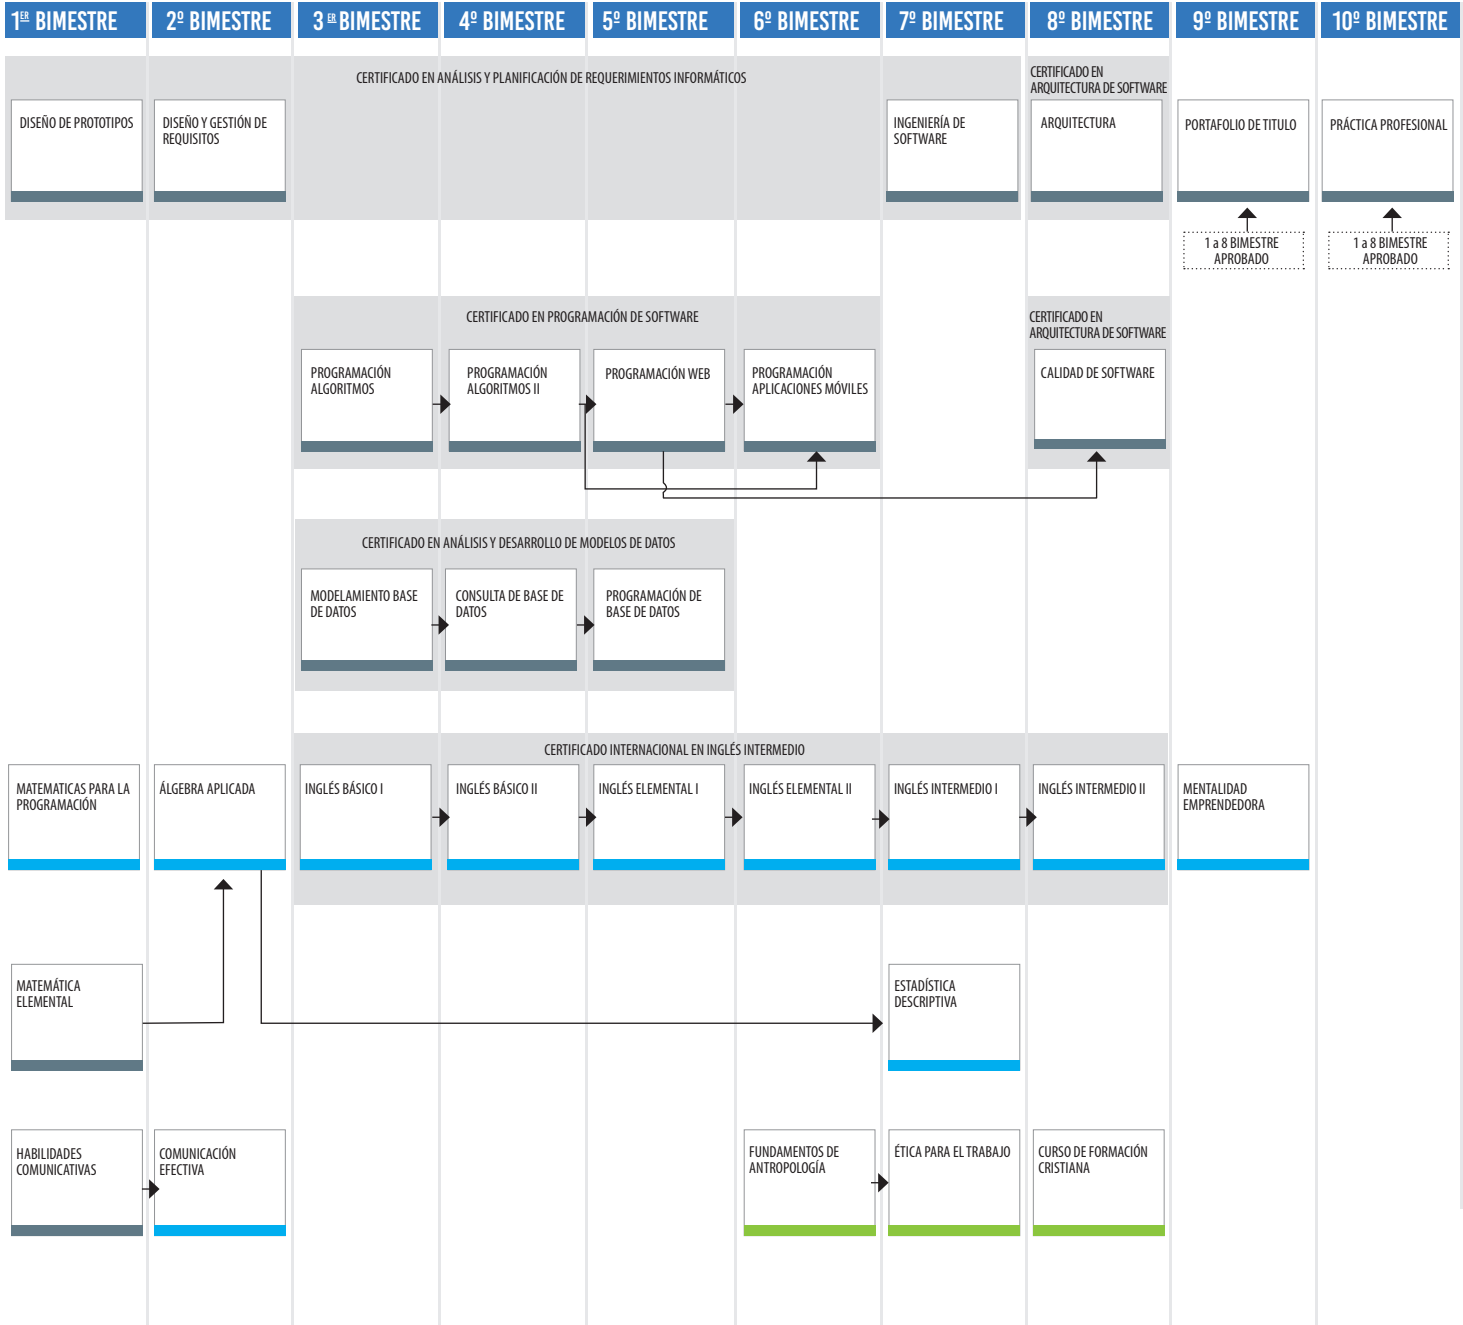 1ER BIMESTRE
2º BIMESTRE
3 ER BIMESTRE
4º BIMESTRE
5º BIMESTRE
6º BIMESTRE
7º BIMESTRE
8º BIMESTRE
9º BIMESTRE
10º BIMESTRE
CERTIFICADO EN ANÁLISIS Y PLANIFICACIÓN DE REQUERIMIENTOS INFORMÁTICOS
CERTIFICADO EN
ARQUITECTURA DE SOFTWARE
DISEÑO DE PROTOTIPOS
DISEÑO Y GESTIÓN DE
REQUISITOS
INGENIERÍA DE
SOFTWARE
ARQUITECTURA
PORTAFOLIO DE TITULO
PRÁCTICA PROFESIONAL
1 a 8 BIMESTRE
APROBADO
1 a 8 BIMESTRE
APROBADO
CERTIFICADO EN PROGRAMACIÓN DE SOFTWARE
CERTIFICADO EN
ARQUITECTURA DE SOFTWARE
PROGRAMACIÓN
ALGORITMOS
PROGRAMACIÓN
ALGORITMOS II
PROGRAMACIÓN WEB
PROGRAMACIÓN
APLICACIONES MÓVILES
CALIDAD DE SOFTWARE
CERTIFICADO EN ANÁLISIS Y DESARROLLO DE MODELOS DE DATOS
MODELAMIENTO BASE
DE DATOS
CONSULTA DE BASE DE
DATOS
PROGRAMACIÓN DE
BASE DE DATOS
CERTIFICADO INTERNACIONAL EN INGLÉS INTERMEDIO
MATEMATICAS PARA LA
PROGRAMACIÓN
ÁLGEBRA APLICADA
INGLÉS BÁSICO I
INGLÉS BÁSICO II
INGLÉS ELEMENTAL I
INGLÉS ELEMENTAL II
INGLÉS INTERMEDIO I
INGLÉS INTERMEDIO II
MENTALIDAD
EMPRENDEDORA
MATEMÁTICA
ELEMENTAL
ESTADÍSTICA
DESCRIPTIVA
HABILIDADES
COMUNICATIVAS
COMUNICACIÓN
EFECTIVA
FUNDAMENTOS DE
ANTROPOLOGÍA
ÉTICA PARA EL TRABAJO
CURSO DE FORMACIÓN
CRISTIANA